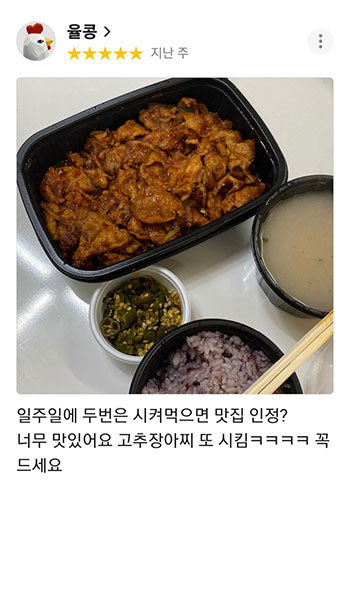 율콩
지난 주
일주일에 두번은 시켜먹으면 맛집 인정?
너무 맛있어요 고추장아찌 또 시킴ㅋㅋㅋㅋ 꼭
드세요